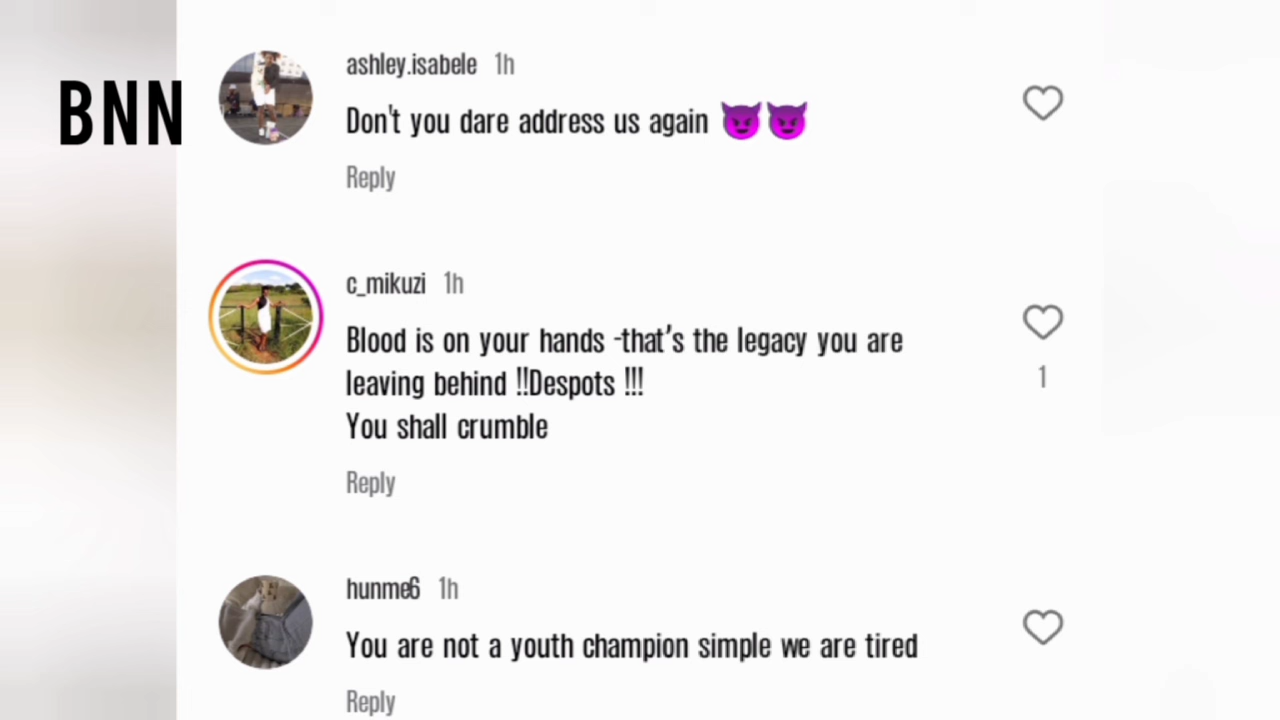 BNN
ashley.isabele 1h
Don't you dare address us again 😈😈
Reply
c_mikuzi 1h
Blood is on your hands -that's the legacy you are
leaving behind !!Despots !!!
You shall crumble
1
Reply
hunme6 1h
You are not a youth champion simple we are tired
Reply